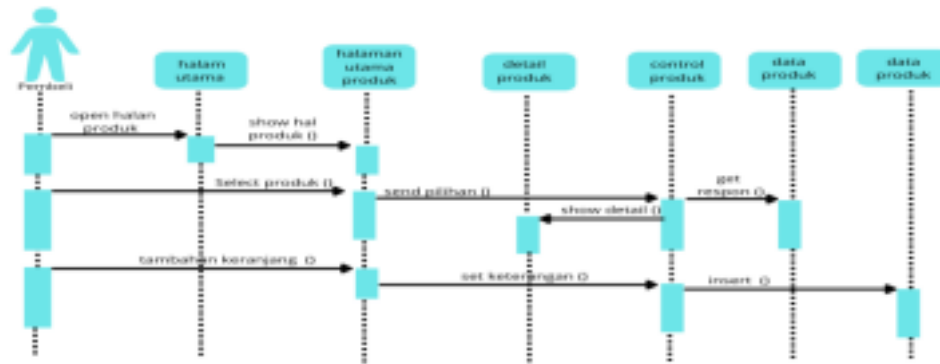 Pembeli
halam
utama
halaman
utama
produk
detail
produk
control
produk
data
produk
data
produk
open halan
produk
show hal
produk ()
Select produk ()
send pilihan ()
get
respon ()
show detail ()
tambahan keranjang ()
set keterangan ()
insert ()